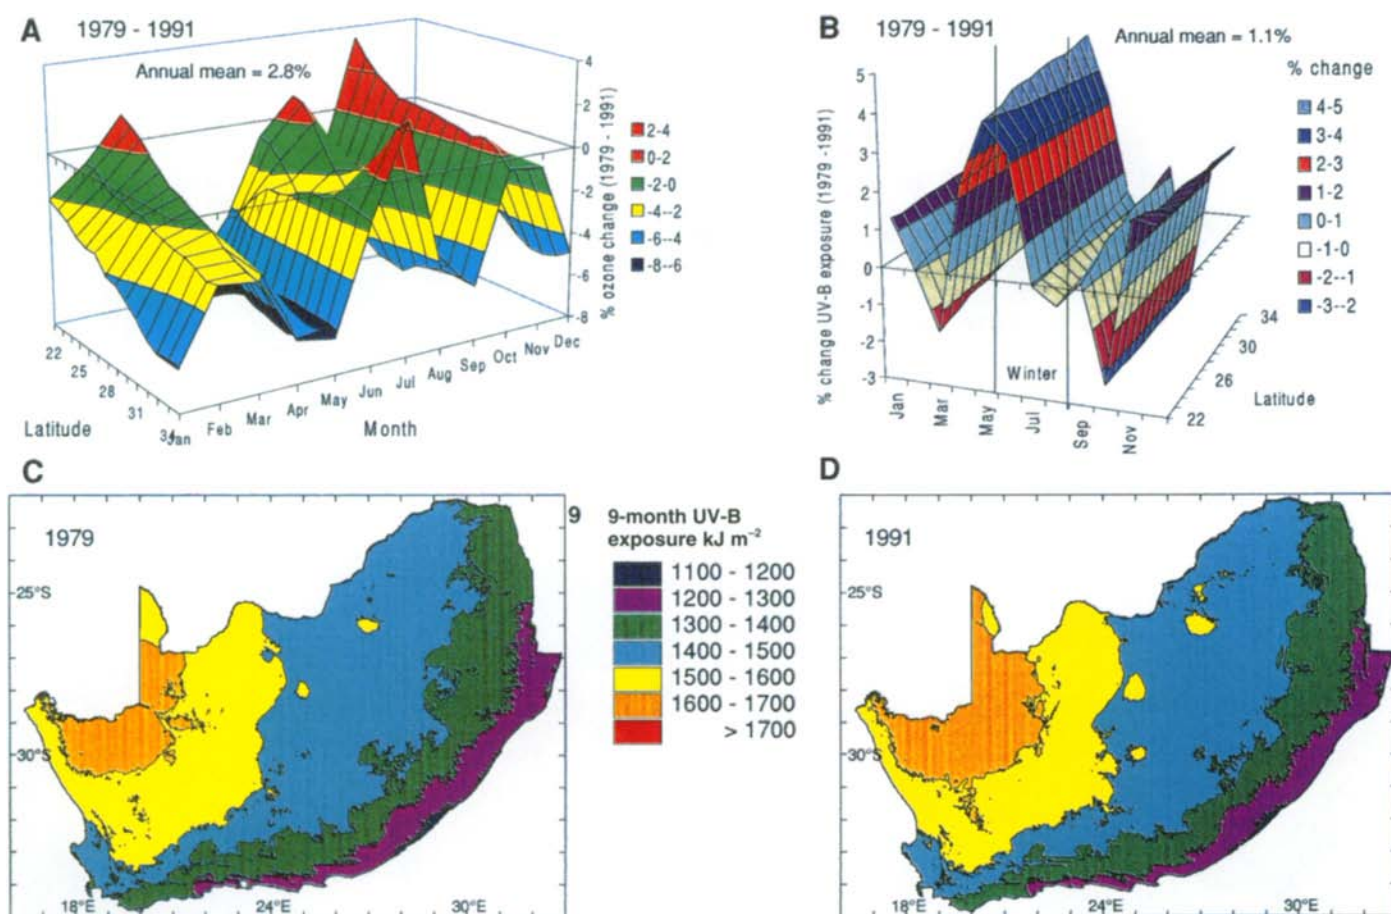 A
1979 - 1991
Annual mean = 2.8%
4
2
0
-2
-4
-6
-8
% ozone change (1979 - 1991)
2-4
0-2
-2-0
-4--2
-6--4
-8--6
22
25
28
31
34
Latitude
Jan
Feb
Mar
Apr
May
Jun
Jul
Aug
Sep
Oct
Nov
Dec
Month
B
1979 - 1991
Annual mean = 1.1%
% change UV-B exposure (1979 -1991)
5
4
3
2
1
0
-1
-2
-3
Winter
Jan
Mar
May
Jul
Sep
Nov
34
30
26
22
Latitude
% change
4-5
3-4
2-3
1-2
0-1
-1-0
-2--1
-3--2
C
1979
25°S
30°S
18°E
24°E
30°E
9
9-month UV-B
exposure kJ m⁻²
1100 - 1200
1200 - 1300
1300 - 1400
1400 - 1500
1500 - 1600
1600 - 1700
> 1700
D
1991
25°S
30°S
18°E
24°E
30°E